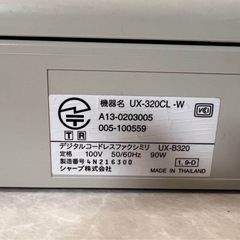 機器名 UX-320CL -W
A13-0203005
005-100559
T A
VCI
デジタルコードレスファクシミリ UX-B320
定格 100V 50/60Hz 90W
製造番号 4N216300
1.9-D
シャープ株式会社 MADE IN THAILAND